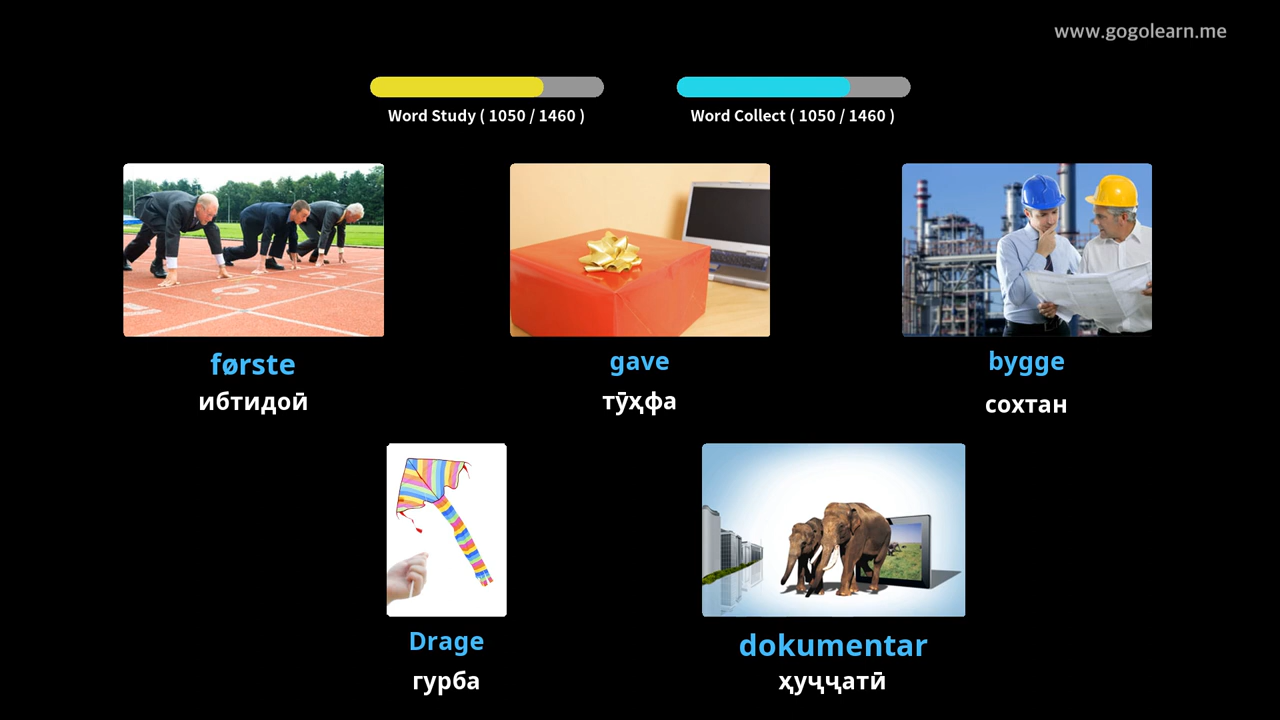 www.gogolearn.me
Word Study ( 1050 / 1460 )
Word Collect ( 1050 / 1460 )
første
gave
bygge
ибтидоӣ
тӯҳфа
сохтан
Drage
dokumentar
гурба
ҳуҷҷатӣ